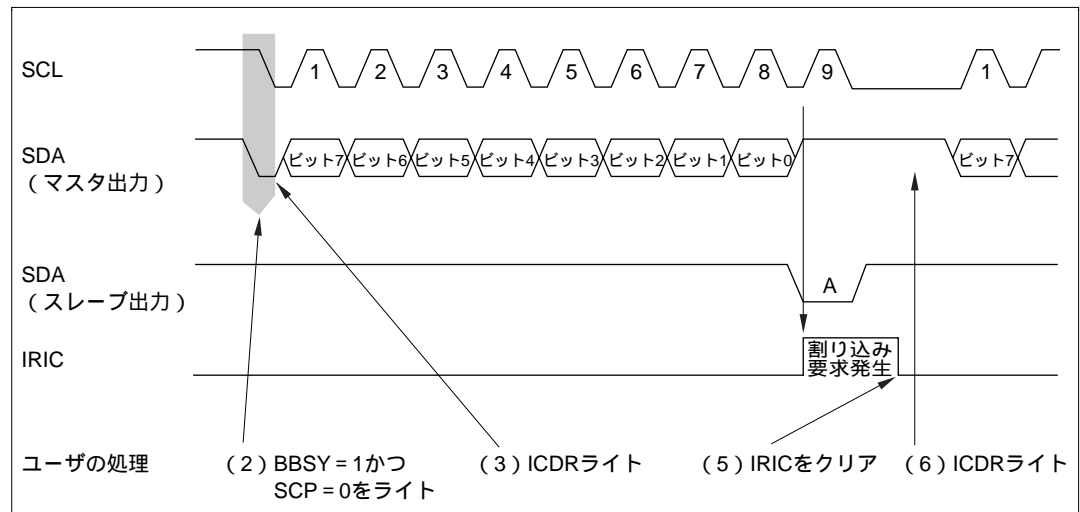 SCL
1 2 3 4 5 6 7 8 9 1
SDA
（マスタ出力）
ビット7 ビット6 ビット5 ビット4 ビット3 ビット2 ビット1 ビット0 ビット7
SDA
（スレーブ出力）
A
IRIC
割り込み
要求発生
ユーザの処理
（2）BBSY = 1かつ
SCP = 0をライト
（3）ICDRライト
（5）IRICをクリア
（6）ICDRライト